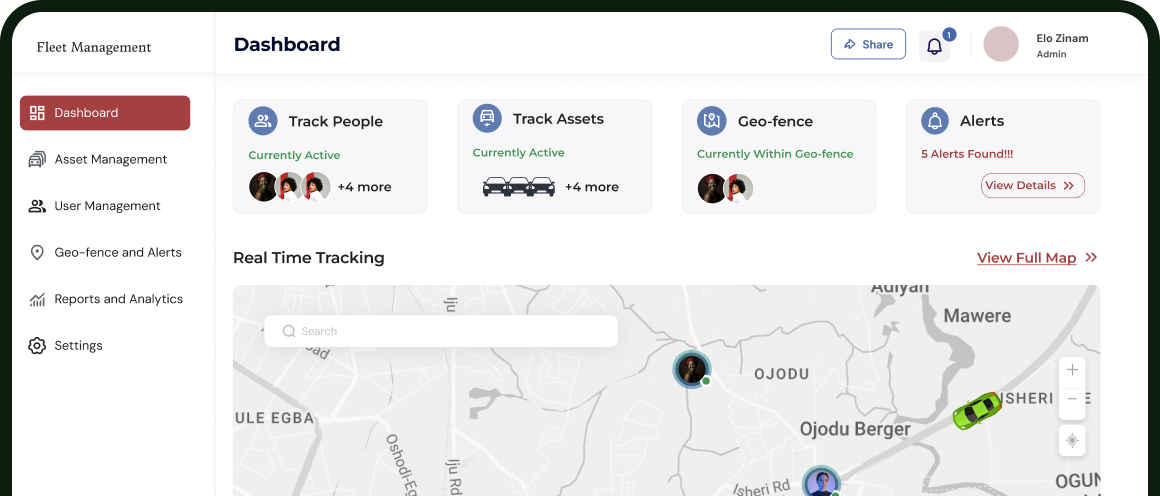 Fleet Management
Dashboard
Share
1
Elo Zinam
Admin
Dashboard
Asset Management
User Management
Geo-fence and Alerts
Reports and Analytics
Settings
Track People
Currently Active
+4 more
Track Assets
Currently Active
+4 more
Geo-fence
Currently Within Geo-fence
Alerts
5 Alerts Found!!!
View Details
Real Time Tracking
View Full Map
Search
Adiyan
Iju
Mawere
OJODU
ISHERI
ULE EGBA
Ojodu Berger
Oshodi-Eg
Iju Rd
Isheri Rd
OGUN